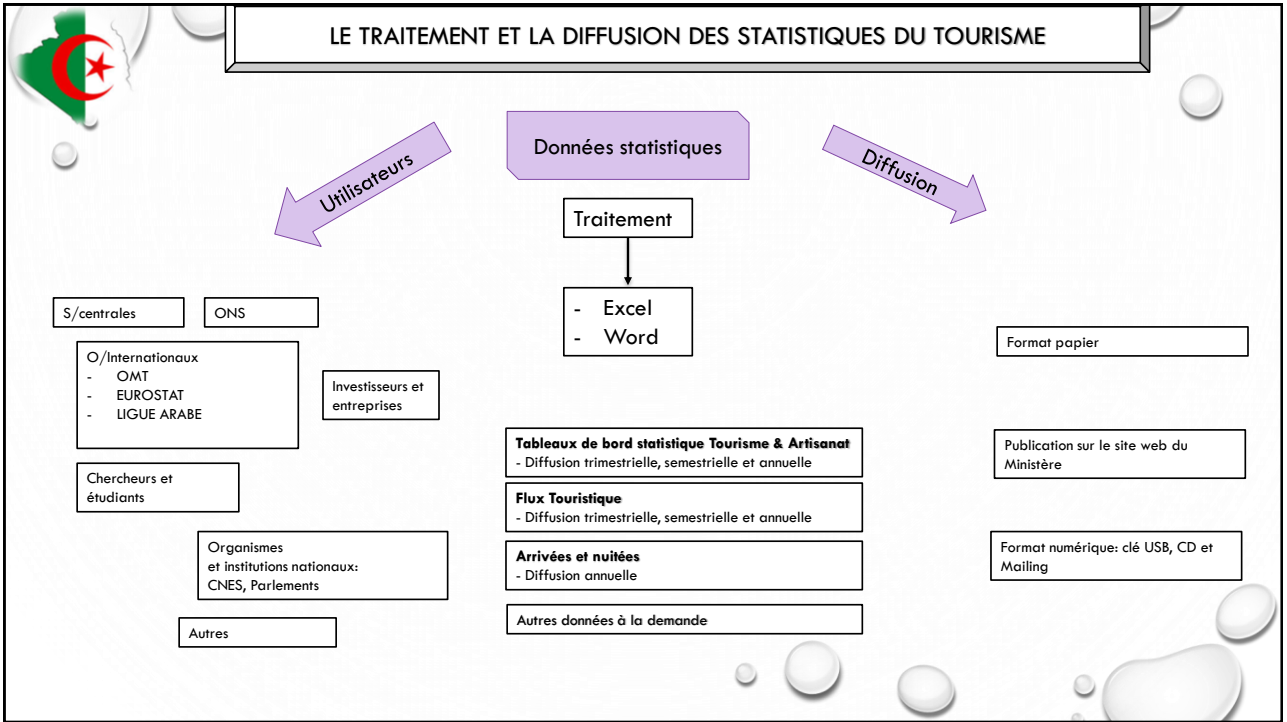 LE TRAITEMENT ET LA DIFFUSION DES STATISTIQUES DU TOURISME
Utilisateurs
Données statistiques
Diffusion
Traitement
- Excel
- Word
S/centrales
ONS
O/Internationaux
- OMT
- EUROSTAT
- LIGUE ARABE
Investisseurs et
entreprises
Chercheurs et
étudiants
Organismes
et institutions nationaux:
CNES, Parlements
Autres
Tableaux de bord statistique Tourisme & Artisanat
- Diffusion trimestrielle, semestrielle et annuelle
Flux Touristique
- Diffusion trimestrielle, semestrielle et annuelle
Arrivées et nuitées
- Diffusion annuelle
Autres données à la demande
Format papier
Publication sur le site web du
Ministère
Format numérique: clé USB, CD et
Mailing